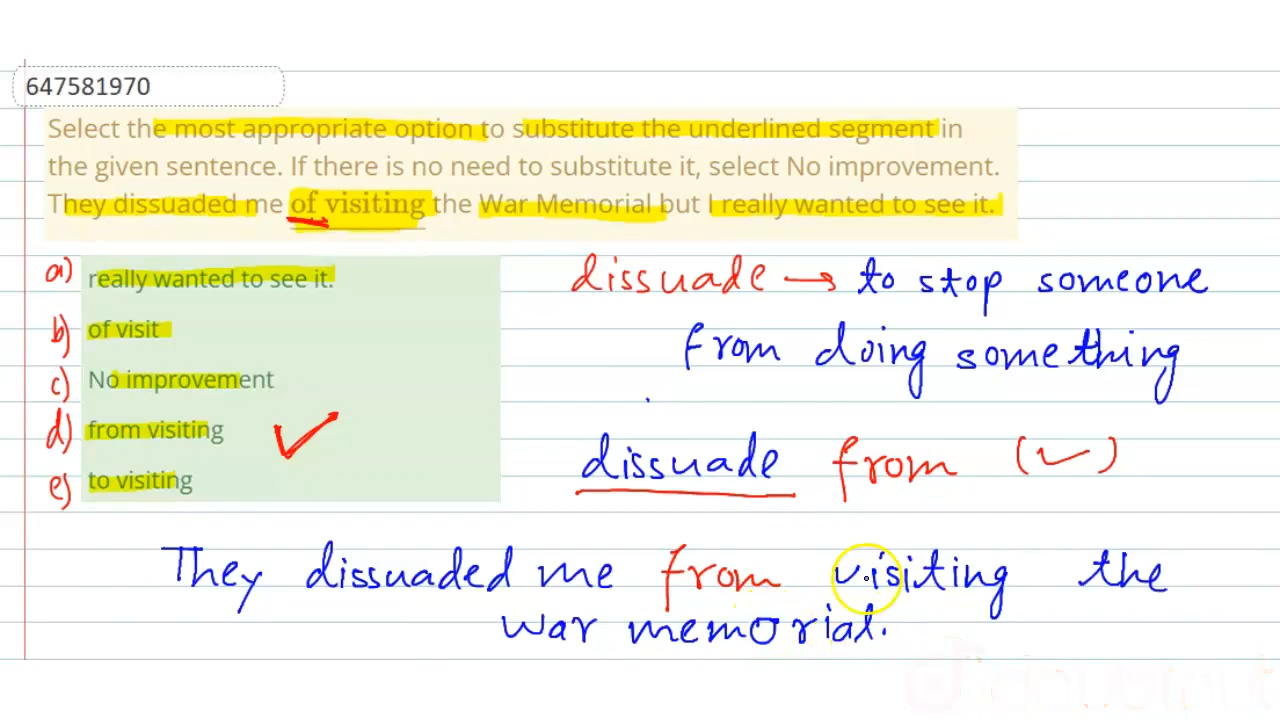 647581970
Select the most appropriate option to substitute the underlined segment in
the given sentence. If there is no need to substitute it, select No improvement.
They dissuaded me of visiting the War Memorial but I really wanted to see it.
a) really wanted to see it.
b) of visit
c) No improvement
d) from visiting
e) to visiting
dissuade → to stop someone
from doing something
dissuade from (✓)
They dissuaded me from visiting the
war memorial.